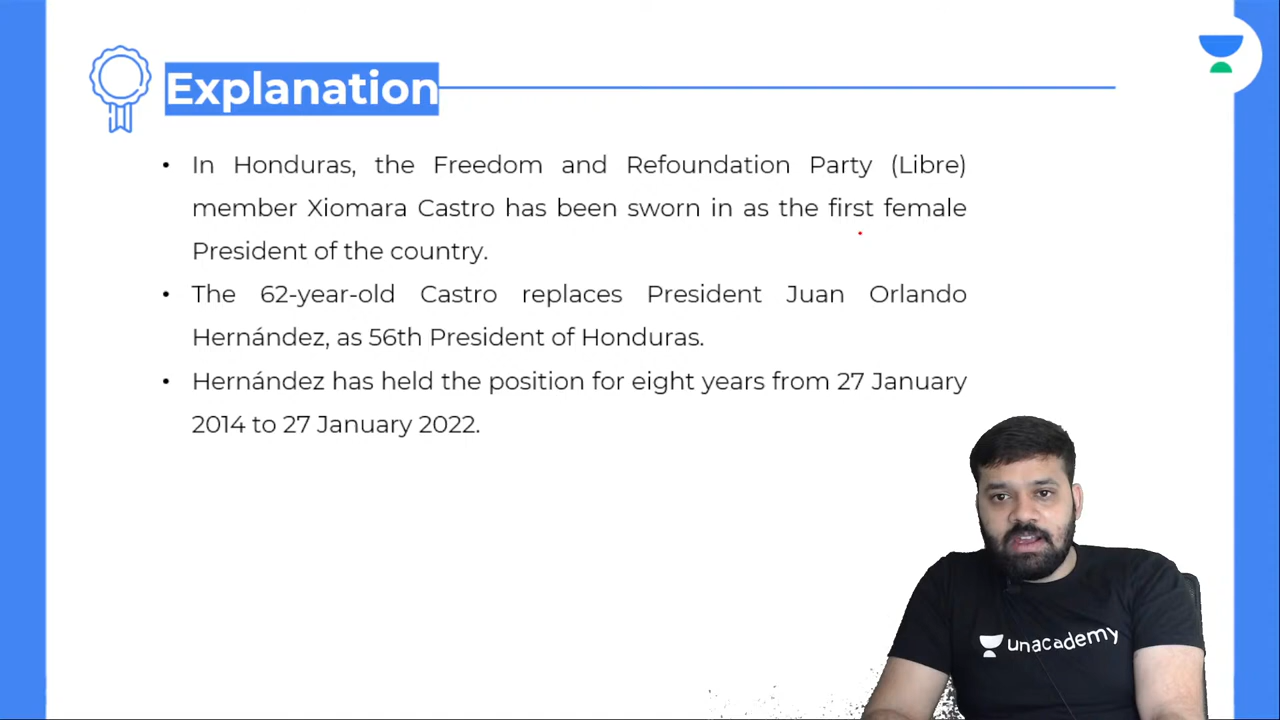 Explanation
• In Honduras, the Freedom and Refoundation Party (Libre)
member Xiomara Castro has been sworn in as the first female
President of the country.
• The 62-year-old Castro replaces President Juan Orlando
Hernández, as 56th President of Honduras.
• Hernández has held the position for eight years from 27 January
2014 to 27 January 2022.
unacademy